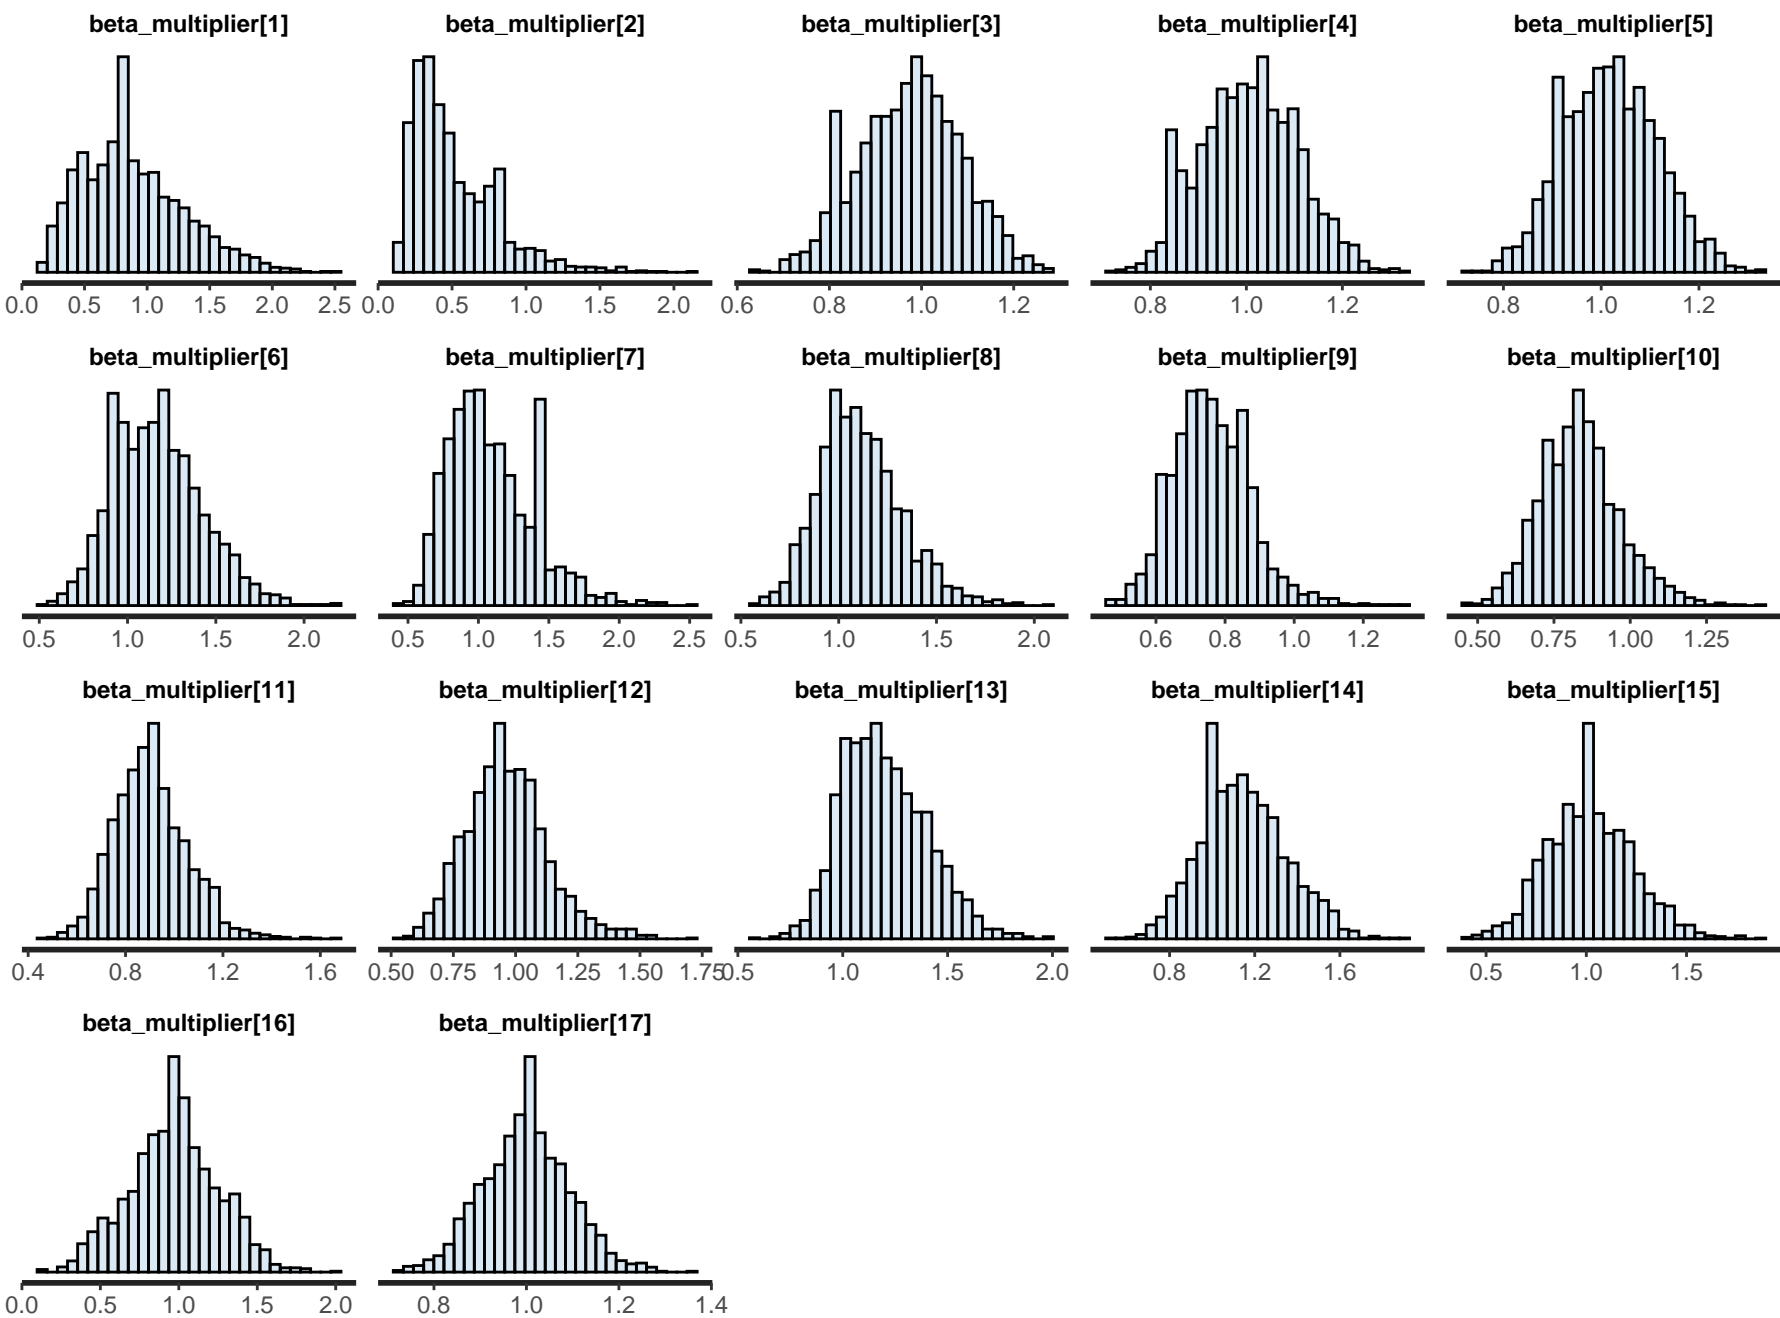 beta_multiplier[1] beta_multiplier[2] beta_multiplier[3] beta_multiplier[4] beta_multiplier[5]
0.0 0.5 1.0 1.5 2.0 2.5 0.0 0.5 1.0 1.5 2.0 0.6 0.8 1.0 1.2 0.8 1.0 1.2 0.8 1.0 1.2
beta_multiplier[6] beta_multiplier[7] beta_multiplier[8] beta_multiplier[9] beta_multiplier[10]
0.5 1.0 1.5 2.0 0.5 1.0 1.5 2.0 2.5 0.5 1.0 1.5 2.0 0.6 0.8 1.0 1.2 0.50 0.75 1.00 1.25
beta_multiplier[11] beta_multiplier[12] beta_multiplier[13] beta_multiplier[14] beta_multiplier[15]
0.4 0.8 1.2 1.6 0.50 0.75 1.00 1.25 1.50 1.75 0.5 1.0 1.5 2.0 0.8 1.2 1.6 0.5 1.0 1.5
beta_multiplier[16] beta_multiplier[17]
0.0 0.5 1.0 1.5 2.0 0.8 1.0 1.2 1.4